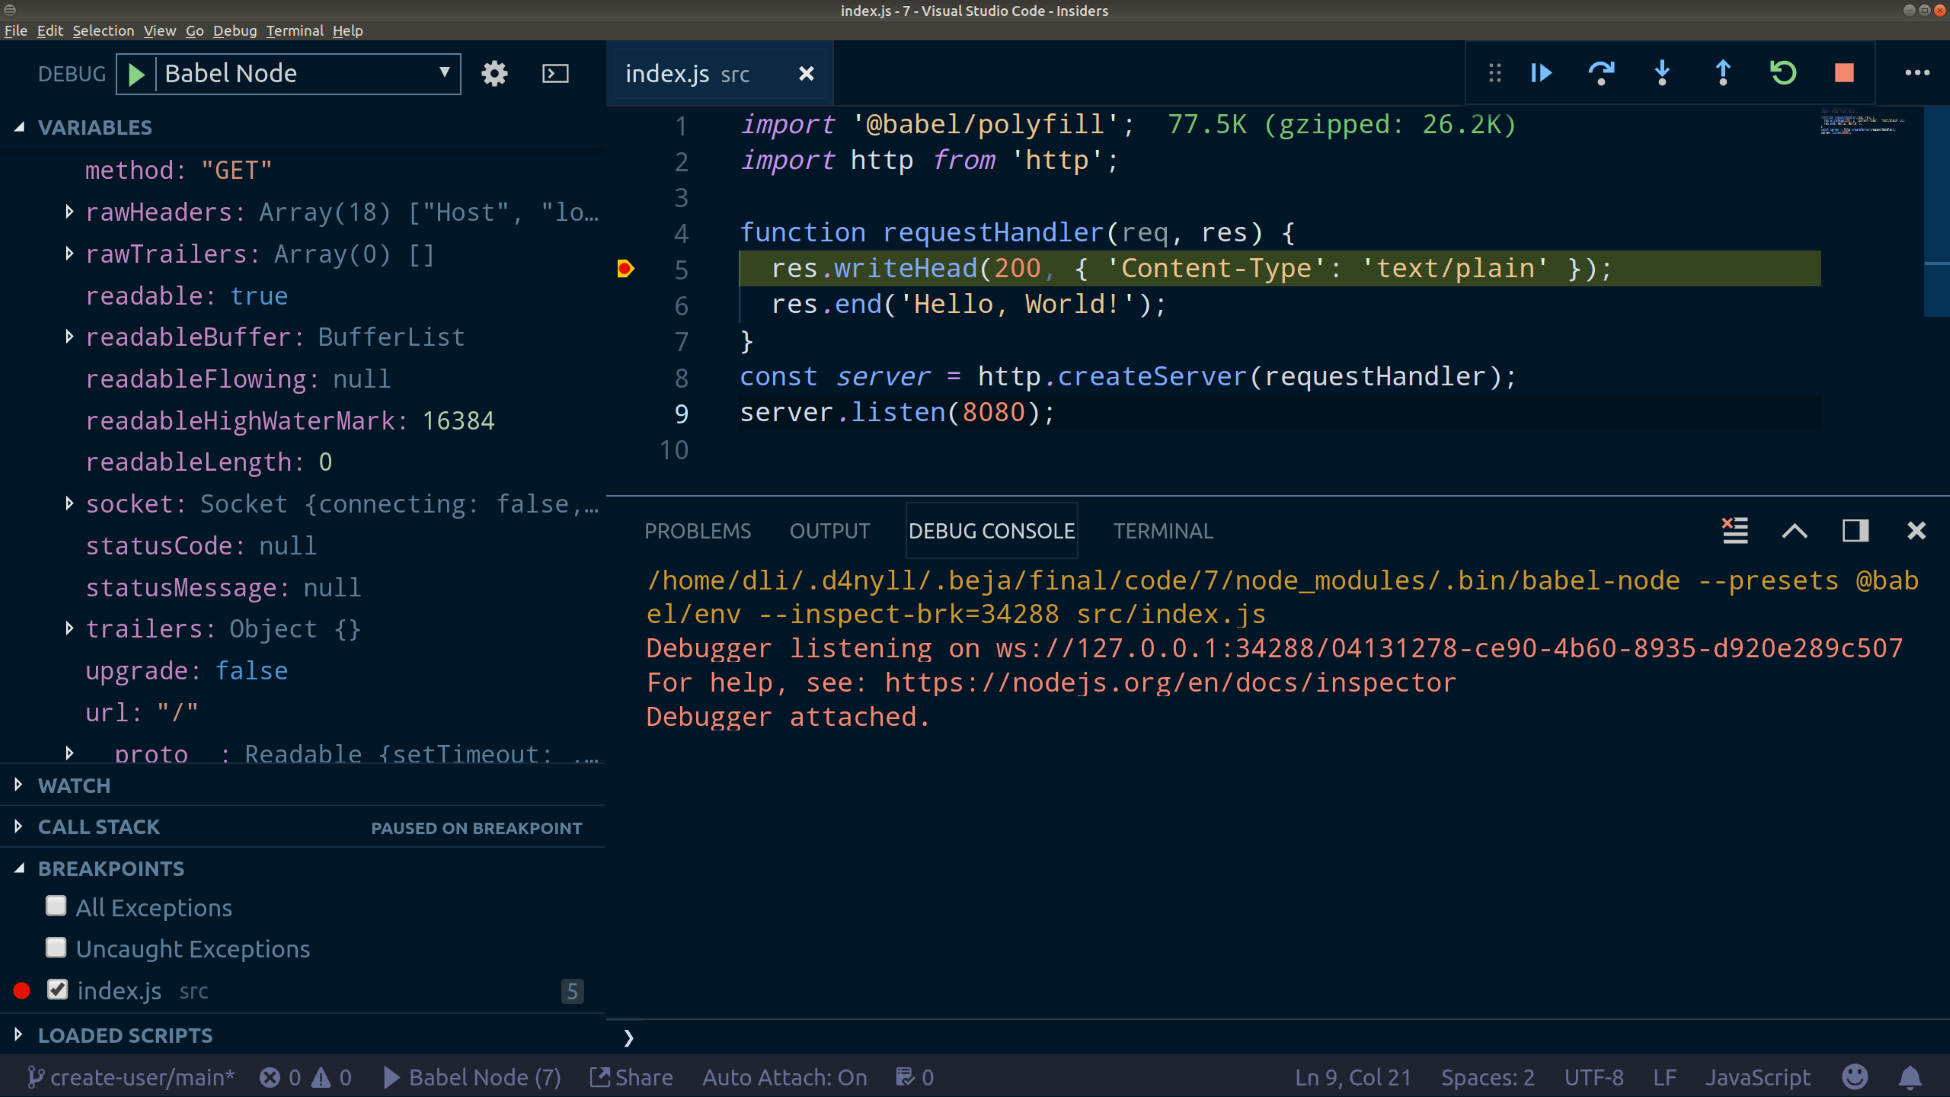 index.js - 7 - Visual Studio Code - Insiders
File Edit Selection View Go Debug Terminal Help
DEBUG Babel Node
index.js src
VARIABLES
method: "GET"
rawHeaders: Array(18) ["Host", "lo…
rawTrailers: Array(0) []
readable: true
readableBuffer: BufferList
readableFlowing: null
readableHighWaterMark: 16384
readableLength: 0
socket: Socket {connecting: false,…
statusCode: null
statusMessage: null
trailers: Object {}
upgrade: false
url: "/"
__proto__: Readable {setTimeout: ,…
WATCH
CALL STACK PAUSED ON BREAKPOINT
BREAKPOINTS
All Exceptions
Uncaught Exceptions
index.js src 5
LOADED SCRIPTS
1 import '@babel/polyfill'; 77.5K (gzipped: 26.2K)
2 import http from 'http';
3
4 function requestHandler(req, res) {
5 res.writeHead(200, { 'Content-Type': 'text/plain' });
6 res.end('Hello, World!');
7 }
8 const server = http.createServer(requestHandler);
9 server.listen(8080);
10
PROBLEMS OUTPUT DEBUG CONSOLE TERMINAL
/home/dli/.d4nyll/.beja/final/code/7/node_modules/.bin/babel-node --presets @bab
el/env --inspect-brk=34288 src/index.js
Debugger listening on ws://127.0.0.1:34288/04131278-ce90-4b60-8935-d920e289c507
For help, see: https://nodejs.org/en/docs/inspector
Debugger attached.
❯
create-user/main* 0 0 Babel Node (7) Share Auto Attach: On 0 Ln 9, Col 21 Spaces: 2 UTF-8 LF JavaScript